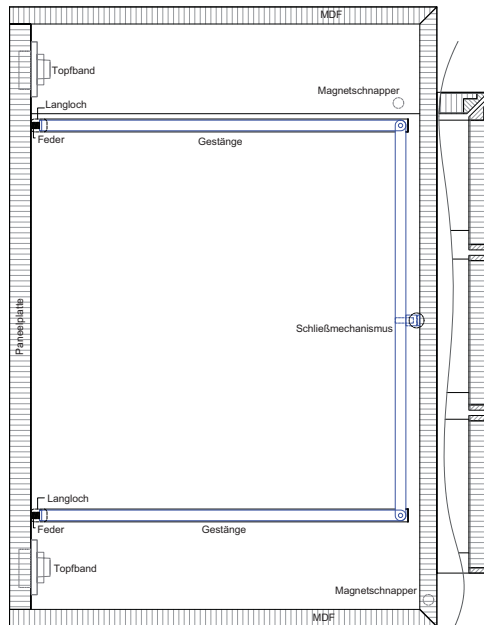 MDF
Topfband
Magnetschnapper
Langloch
Feder
Gestänge
Paneelplatte
Schließmechanismus
Langloch
Feder
Gestänge
Topfband
Magnetschnapper
MDF